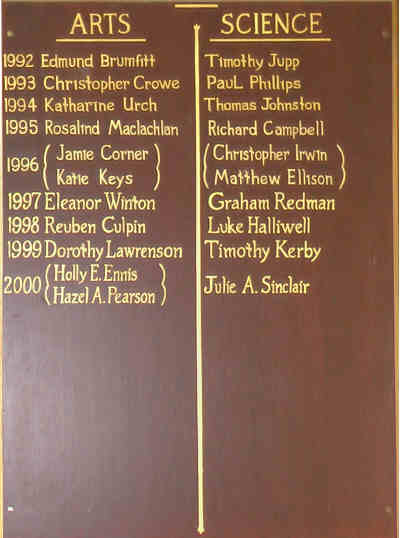 ARTS SCIENCE
1992 Edmund Brumfitt Timothy Jupp
1993 Christopher Crowe Paul Phillips
1994 Katharine Urch Thomas Johnston
1995 Rosalind Maclachlan Richard Campbell
1996 (Jamie Corner) (Christopher Irwin)
(Katie Keys) (Matthew Ellison)
1997 Eleanor Winton Graham Redman
1998 Reuben Culpin Luke Halliwell
1999 Dorothy Lawrenson Timothy Kerby
2000 (Holly E. Ennis) Julie A. Sinclair
(Hazel A. Pearson)